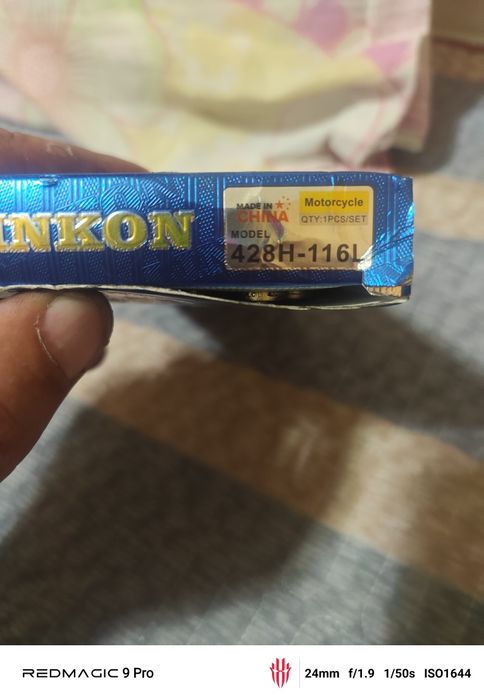 INKON
MADE IN
CHINA
Motorcycle
QTY:1PCS/SET
MODEL
428H-116L
REDMAGIC 9 Pro
24mm f/1.9 1/50s ISO1644